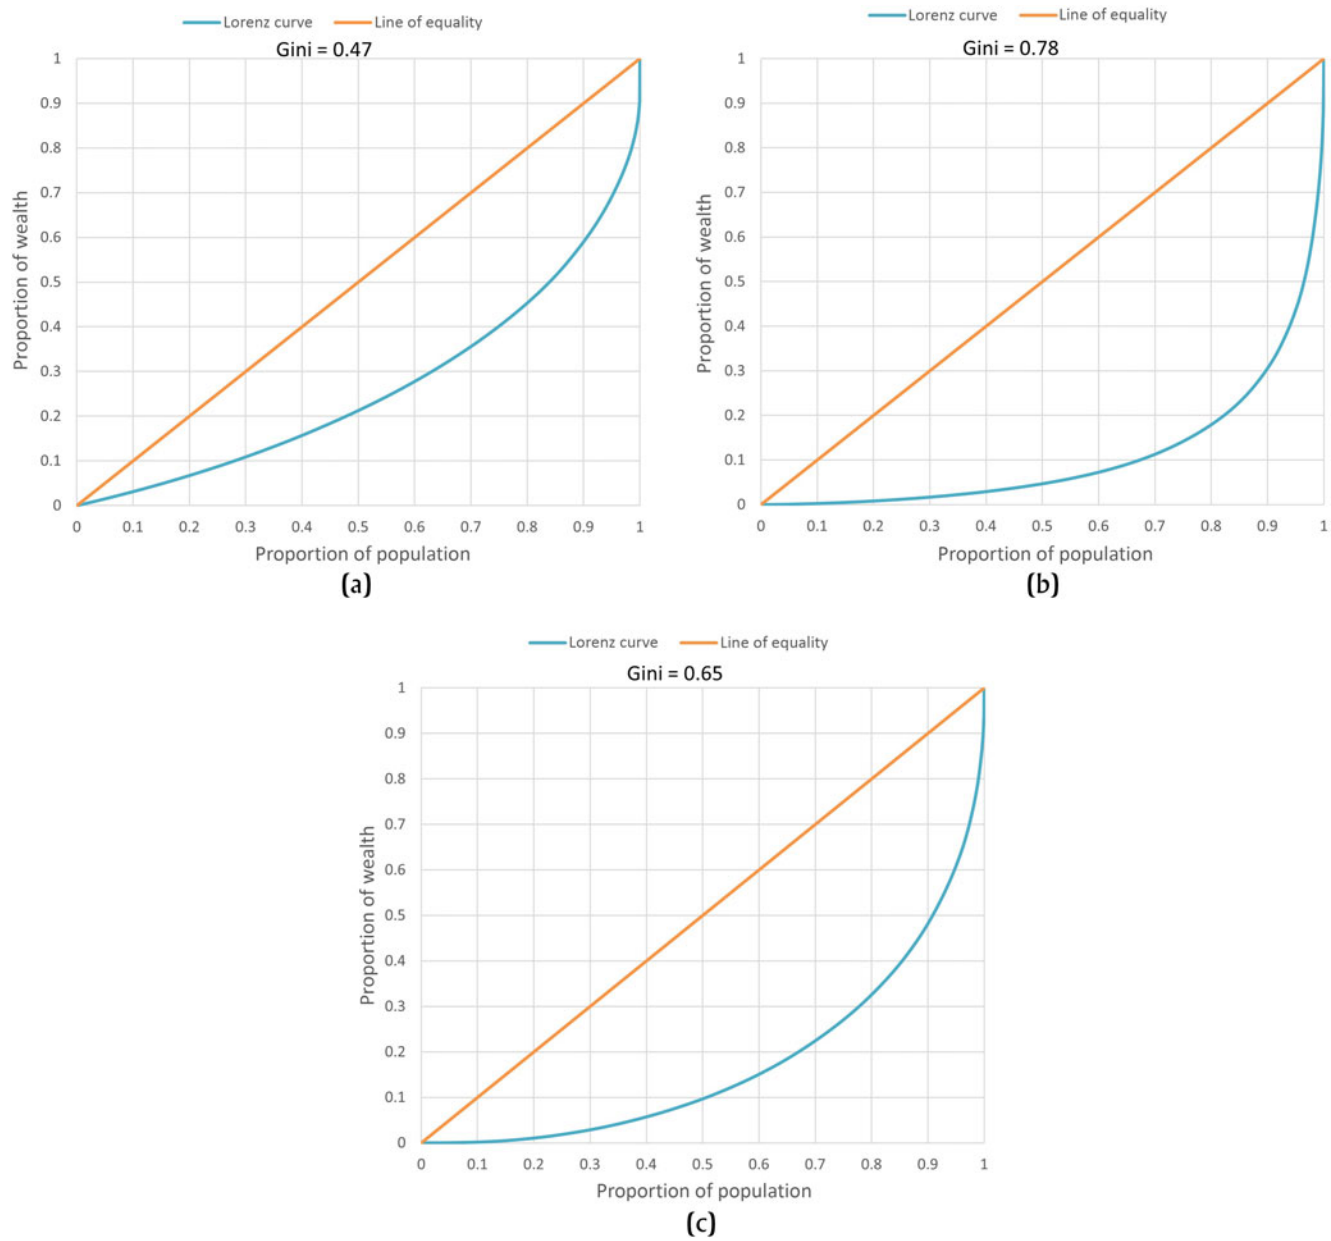 Lorenz curve Line of equality
Gini = 0.47
1
0.9
0.8
0.7
0.6
0.5
0.4
0.3
0.2
0.1
0
Proportion of wealth
0 0.1 0.2 0.3 0.4 0.5 0.6 0.7 0.8 0.9 1
Proportion of population
(a)
Lorenz curve Line of equality
Gini = 0.78
1
0.9
0.8
0.7
0.6
0.5
0.4
0.3
0.2
0.1
0
Proportion of wealth
0 0.1 0.2 0.3 0.4 0.5 0.6 0.7 0.8 0.9 1
Proportion of population
(b)
Lorenz curve Line of equality
Gini = 0.65
1
0.9
0.8
0.7
0.6
0.5
0.4
0.3
0.2
0.1
0
Proportion of wealth
0 0.1 0.2 0.3 0.4 0.5 0.6 0.7 0.8 0.9 1
Proportion of population
(c)